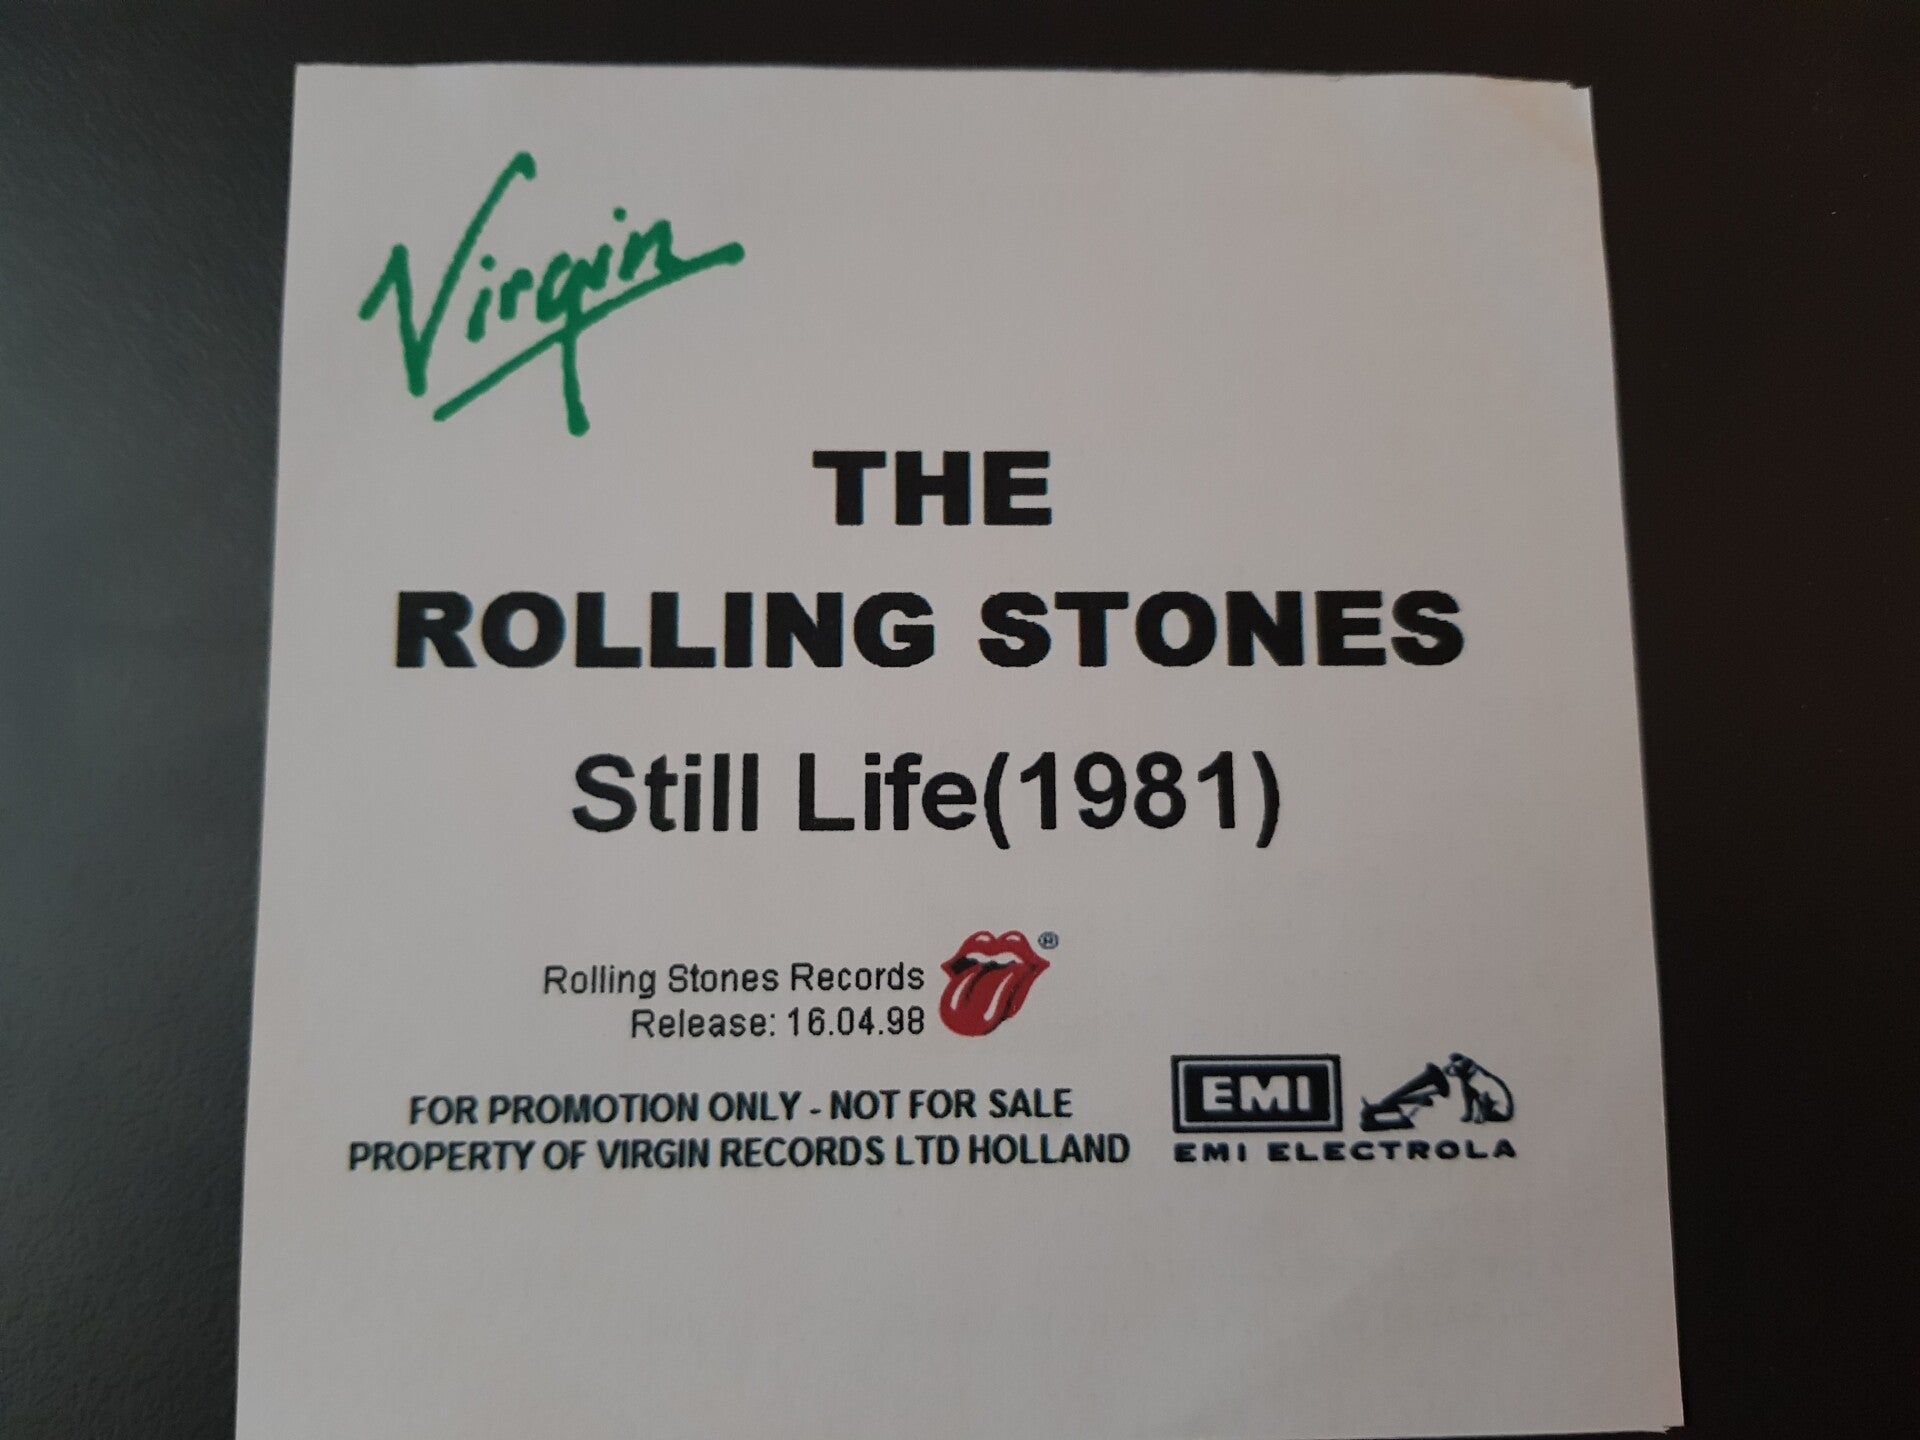 Virgin
THE
ROLLING STONES
Still Life(1981)
Rolling Stones Records
Release: 16.04.98
®
FOR PROMOTION ONLY - NOT FOR SALE
PROPERTY OF VIRGIN RECORDS LTD HOLLAND
EMI
EMI ELECTROLA